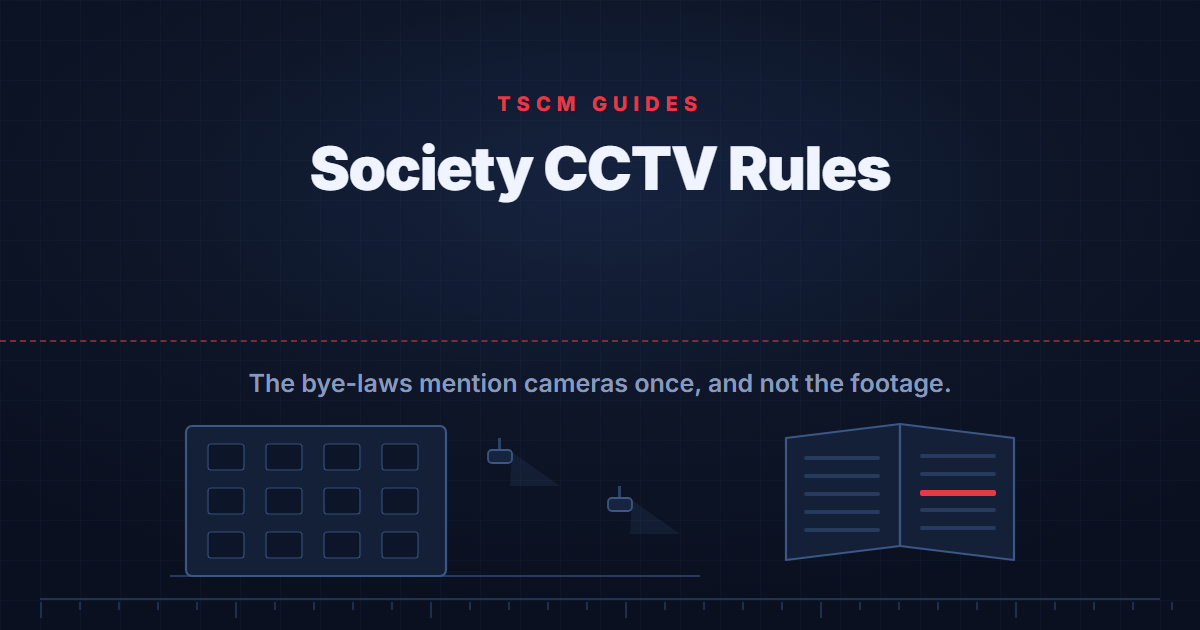 TSCM GUIDES
Society CCTV Rules
The bye-laws mention cameras once, and not the footage.